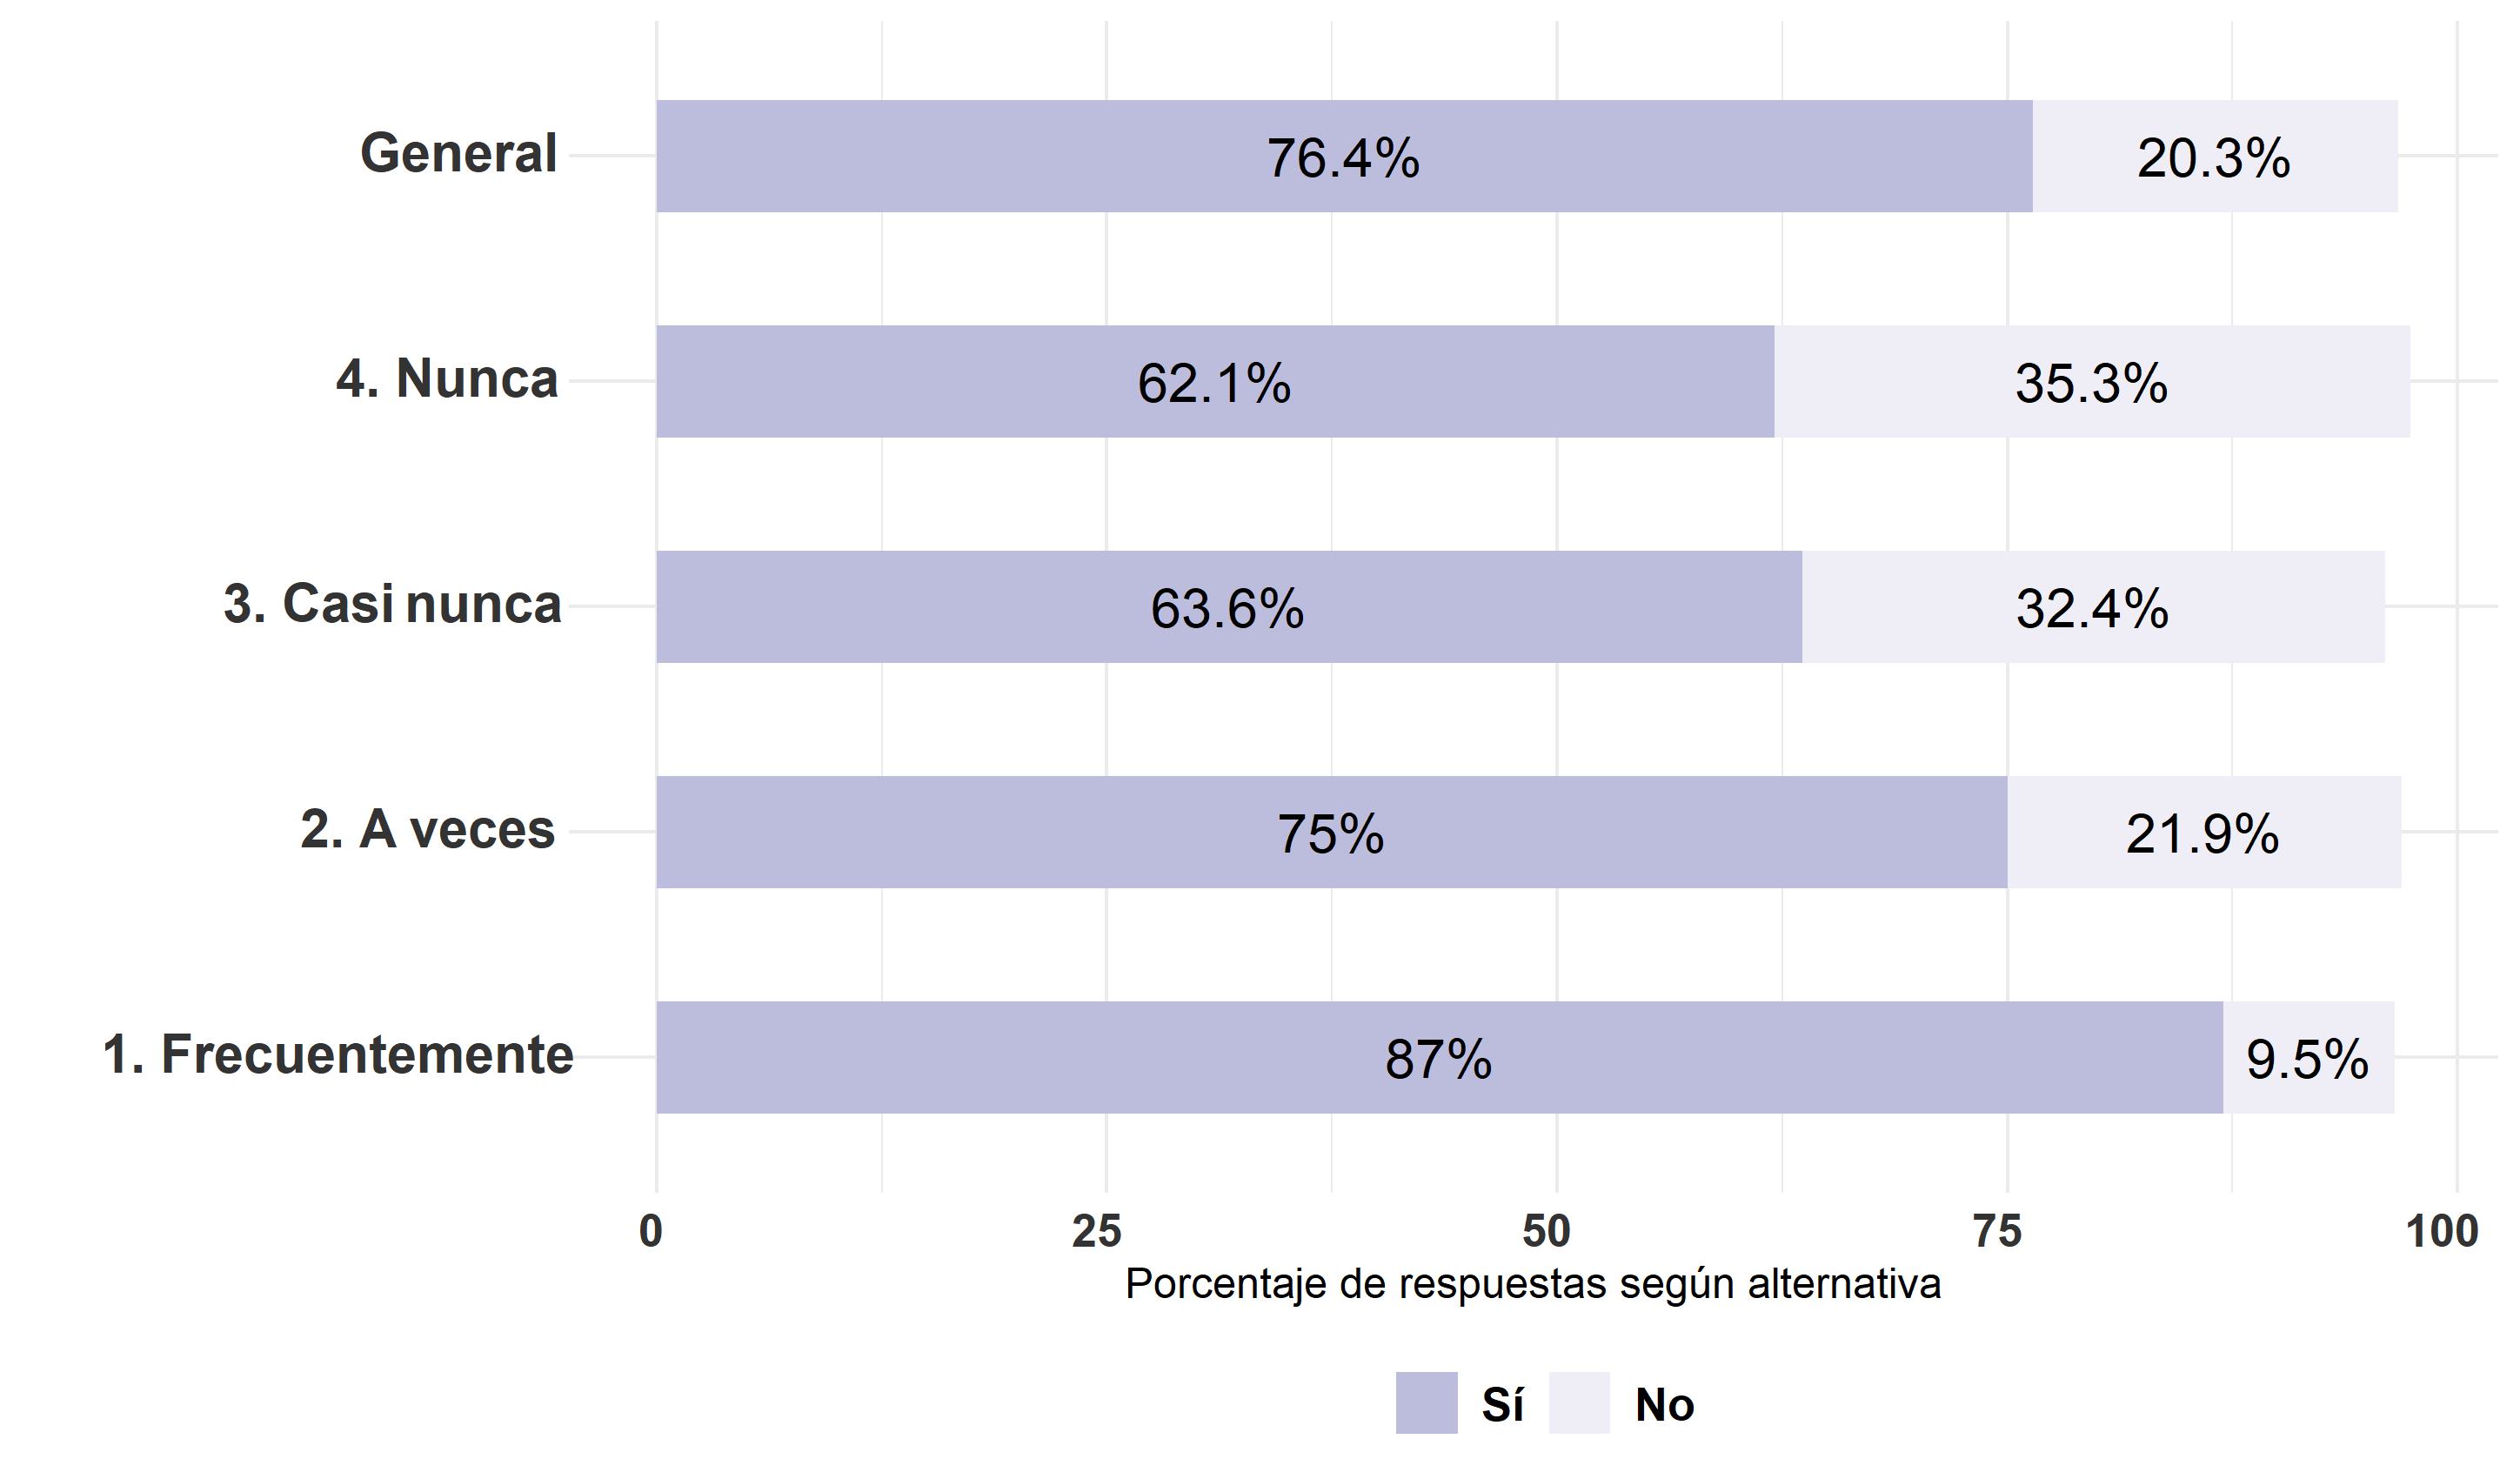 General 76.4% 20.3%
4. Nunca 62.1% 35.3%
3. Casi nunca 63.6% 32.4%
2. A veces 75% 21.9%
1. Frecuentemente 87% 9.5%
0 25 50 75 100
Porcentaje de respuestas según alternativa
Sí No